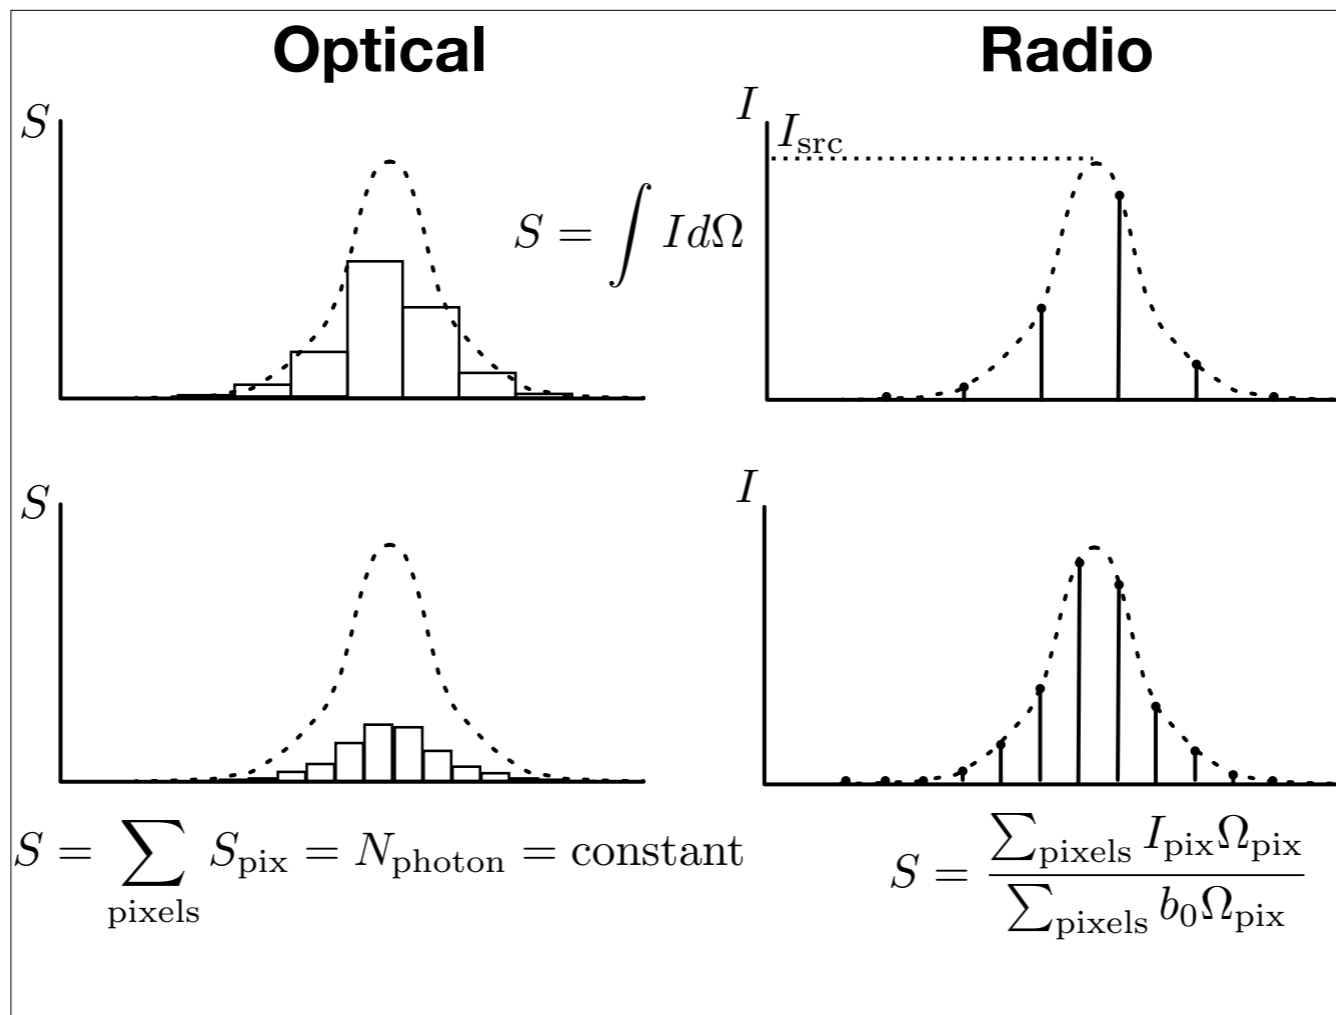 Optical
Radio
S
I
I_src
S = ∫ I dΩ
S
I
S = ∑_pixels S_pix = N_photon = constant
S = ∑_pixels I_pix Ω_pix / ∑_pixels b_0 Ω_pix